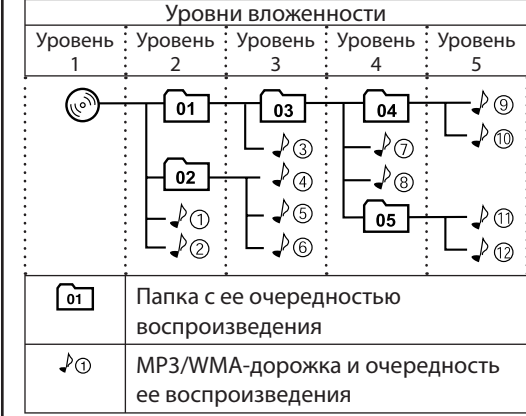 Уровни вложенности
Уровень 1 Уровень 2 Уровень 3 Уровень 4 Уровень 5
01 03 04 ⑨
⑩
③ ⑦
02 ④ ⑧
① ⑤ 05 ⑪
② ⑥ ⑫
01 Папка с ее очередностью
воспроизведения
① MP3/WMA-дорожка и очередность
ее воспроизведения